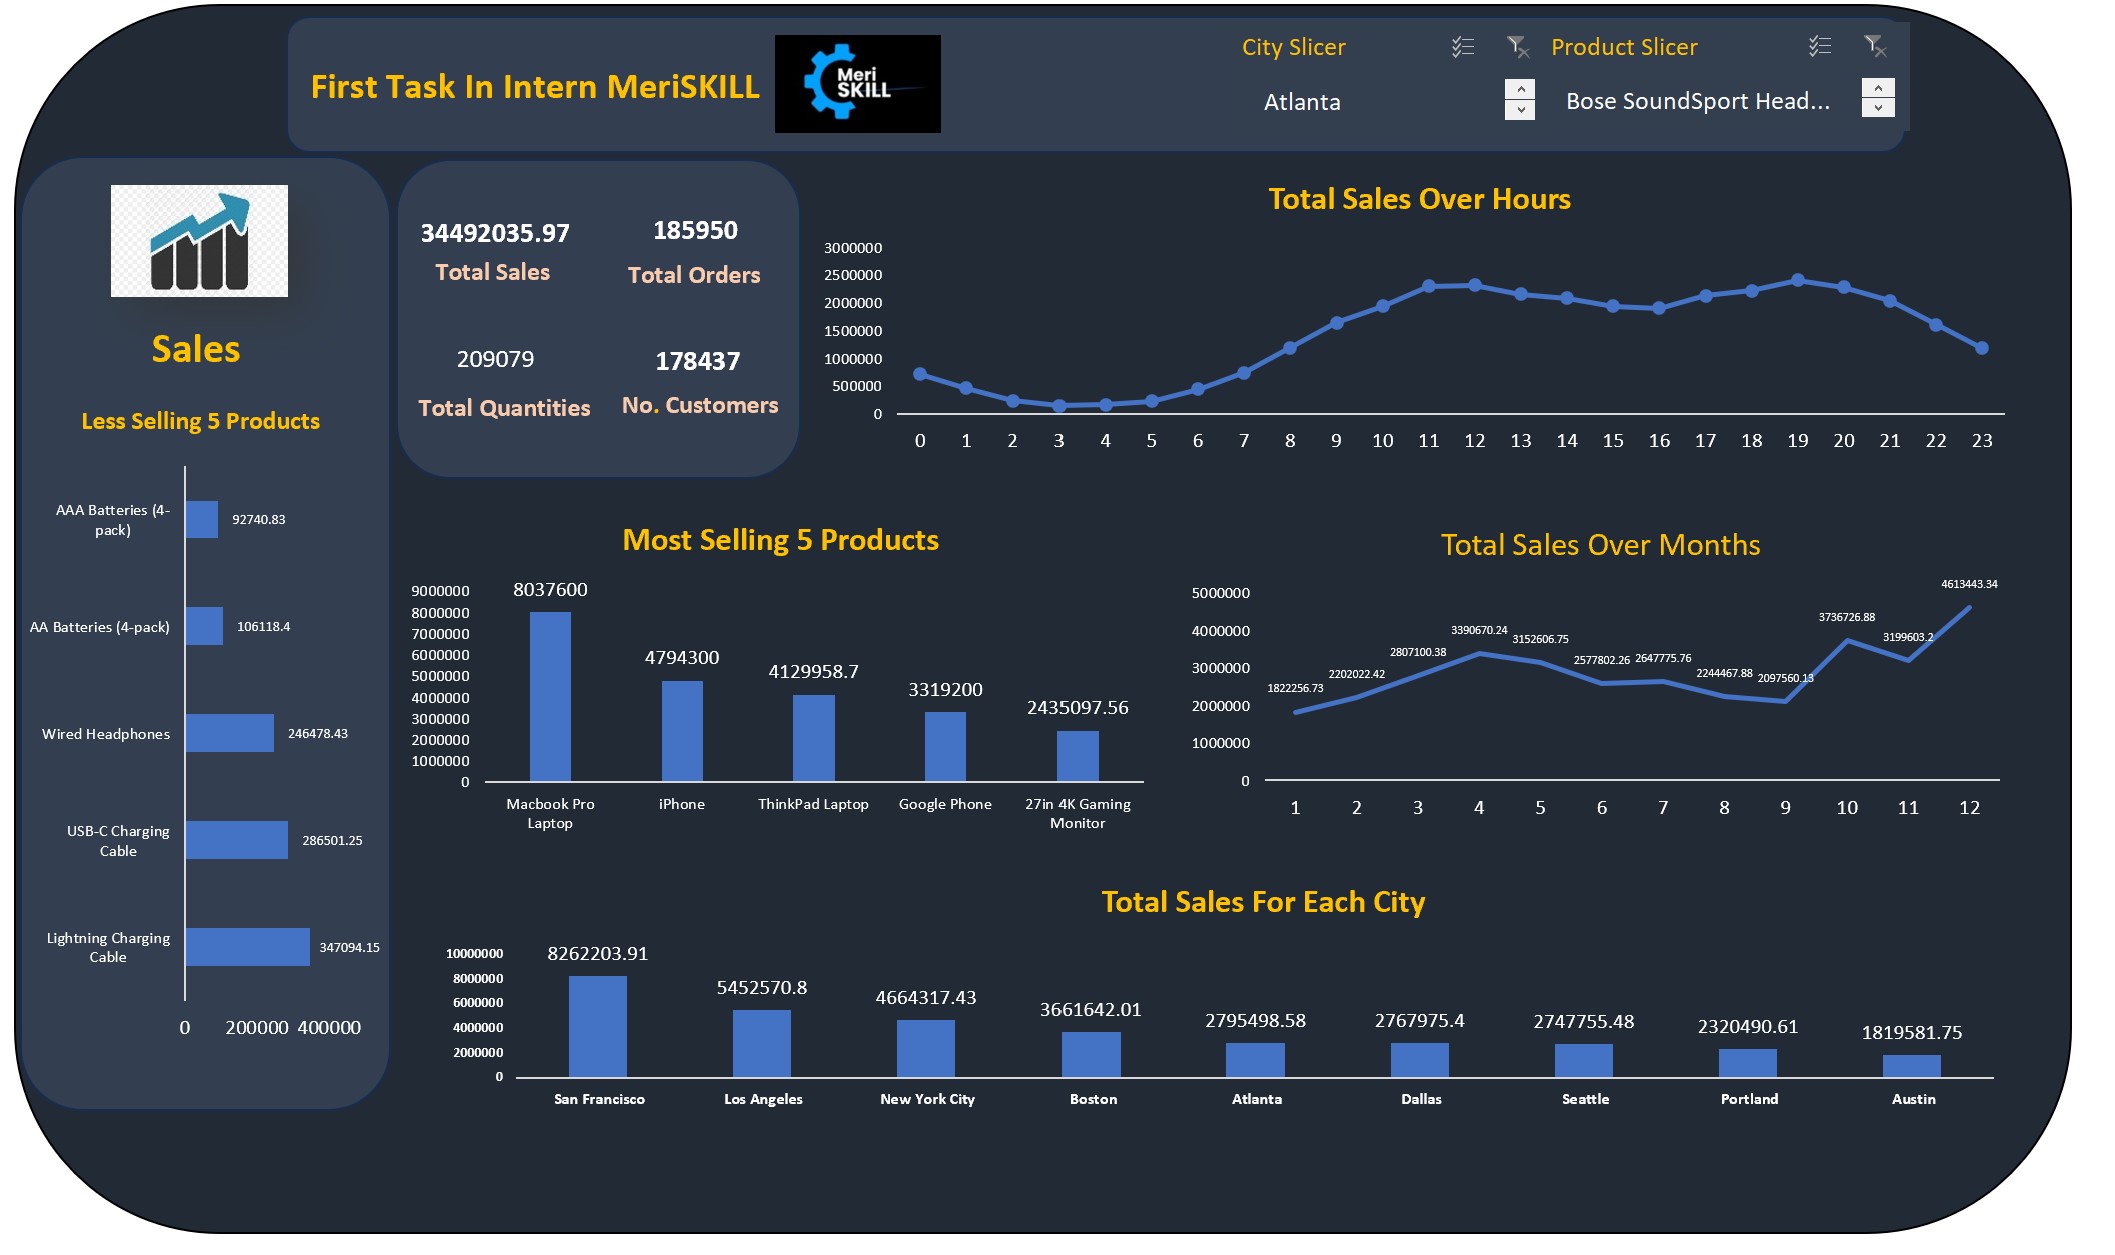 First Task In Intern MeriSKILL
Meri
SKILL
City Slicer
Product Slicer
Atlanta
Bose SoundSport Head...
Sales
Less Selling 5 Products
AAA Batteries (4-
pack)
92740.83
AA Batteries (4-pack)
106118.4
Wired Headphones
246478.43
USB-C Charging
Cable
286501.25
Lightning Charging
Cable
347094.15
0 200000 400000
34492035.97
Total Sales
185950
Total Orders
209079
Total Quantities
178437
No. Customers
Total Sales Over Hours
3000000
2500000
2000000
1500000
1000000
500000
0
0 1 2 3 4 5 6 7 8 9 10 11 12 13 14 15 16 17 18 19 20 21 22 23
Most Selling 5 Products
9000000
8000000
7000000
6000000
5000000
4000000
3000000
2000000
1000000
0
8037600
4794300
4129958.7
3319200
2435097.56
Macbook Pro
Laptop
iPhone
ThinkPad Laptop
Google Phone
27in 4K Gaming
Monitor
Total Sales Over Months
5000000
4000000
3000000
2000000
1000000
0
1822256.73
2202022.42
2807100.38
3390670.24
3152606.75
2577802.26
2647775.76
2244467.88
2097560.13
3736726.88
3199603.2
4613443.34
1 2 3 4 5 6 7 8 9 10 11 12
Total Sales For Each City
10000000
8000000
6000000
4000000
2000000
0
8262203.91
5452570.8
4664317.43
3661642.01
2795498.58
2767975.4
2747755.48
2320490.61
1819581.75
San Francisco
Los Angeles
New York City
Boston
Atlanta
Dallas
Seattle
Portland
Austin